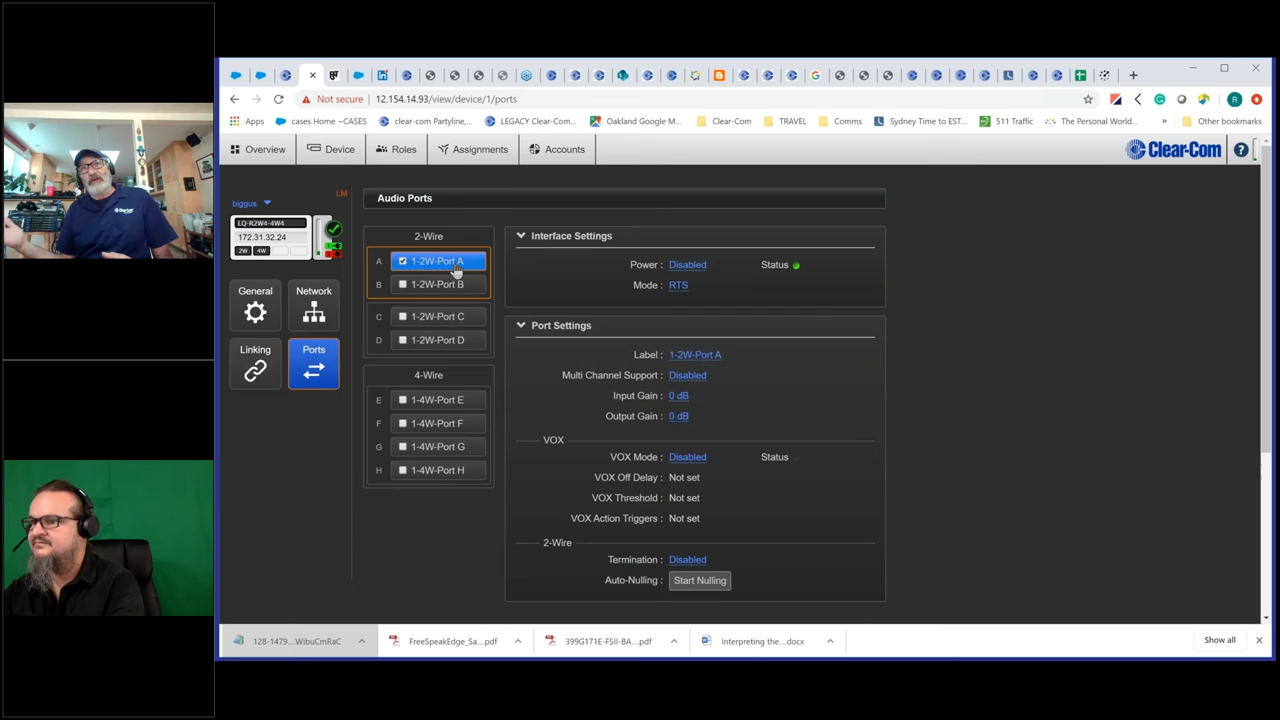 Not secure
12.154.14.93/view/device/1/ports
Apps
cases Home ~CASES
clear-com Partyline,...
LEGACY Clear-Com...
Oakland Google M...
Clear-Com
TRAVEL
Comms
Sydney Time to EST...
511 Traffic
The Personal World...
»
Other bookmarks
Overview
Device
Roles
Assignments
Accounts
Clear-Com
?
LM
biggus
LQ-R2W4-4W4
172.31.32.24
2W
4W
General
Network
Linking
Ports
Audio Ports
2-Wire
A 1-2W-Port A
B 1-2W-Port B
C 1-2W-Port C
D 1-2W-Port D
4-Wire
E 1-4W-Port E
F 1-4W-Port F
G 1-4W-Port G
H 1-4W-Port H
Interface Settings
Power : Disabled Status
Mode : RTS
Port Settings
Label : 1-2W-Port A
Multi Channel Support : Disabled
Input Gain : 0 dB
Output Gain : 0 dB
VOX
VOX Mode : Disabled Status
VOX Off Delay : Not set
VOX Threshold : Not set
VOX Action Triggers : Not set
2-Wire
Termination : Disabled
Auto-Nulling : Start Nulling
128-1479....WibuCmRaC
FreeSpeakEdge_Sa....pdf
399G171E-FSII-BA....pdf
Interpreting the....docx
Show all